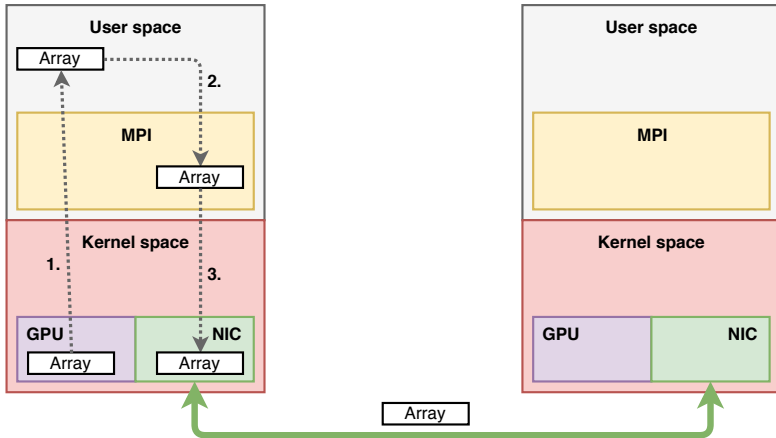 User space
Array
2.
MPI
Array
Kernel space
1.
3.
GPU
NIC
Array
Array
Array
User space
MPI
Kernel space
GPU
NIC